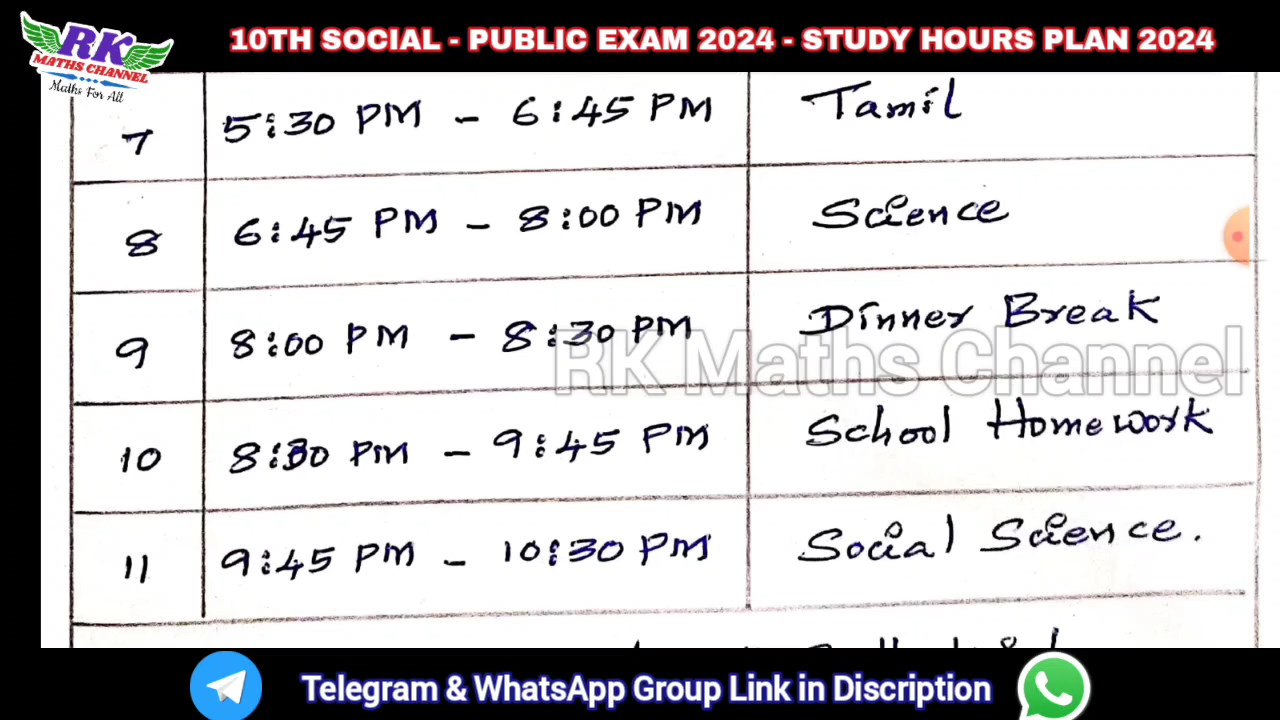 RK
MATHS CHANNEL
Maths For All
10TH SOCIAL - PUBLIC EXAM 2024 - STUDY HOURS PLAN 2024
7 5:30 PM - 6:45 PM Tamil
8 6:45 PM - 8:00 PM Science
9 8:00 PM - 8:30 PM Dinner Break
RK Maths Channel
10 8:30 PM - 9:45 PM School Homework
11 9:45 PM - 10:30 PM Social Science.
Telegram & WhatsApp Group Link in Discription